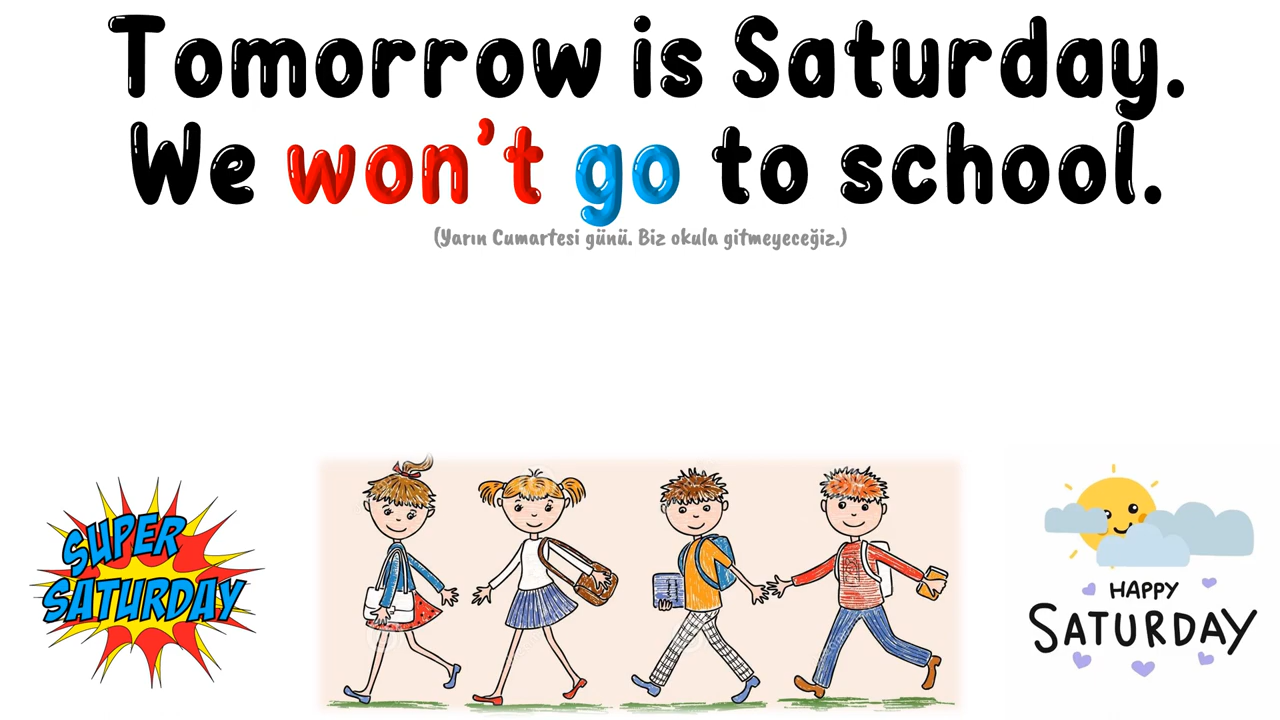 Tomorrow is Saturday.
We won't go to school.
(Yarın Cumartesi günü. Biz okula gitmeyeceğiz.)
SUPER
SATURDAY
HAPPY
SATURDAY